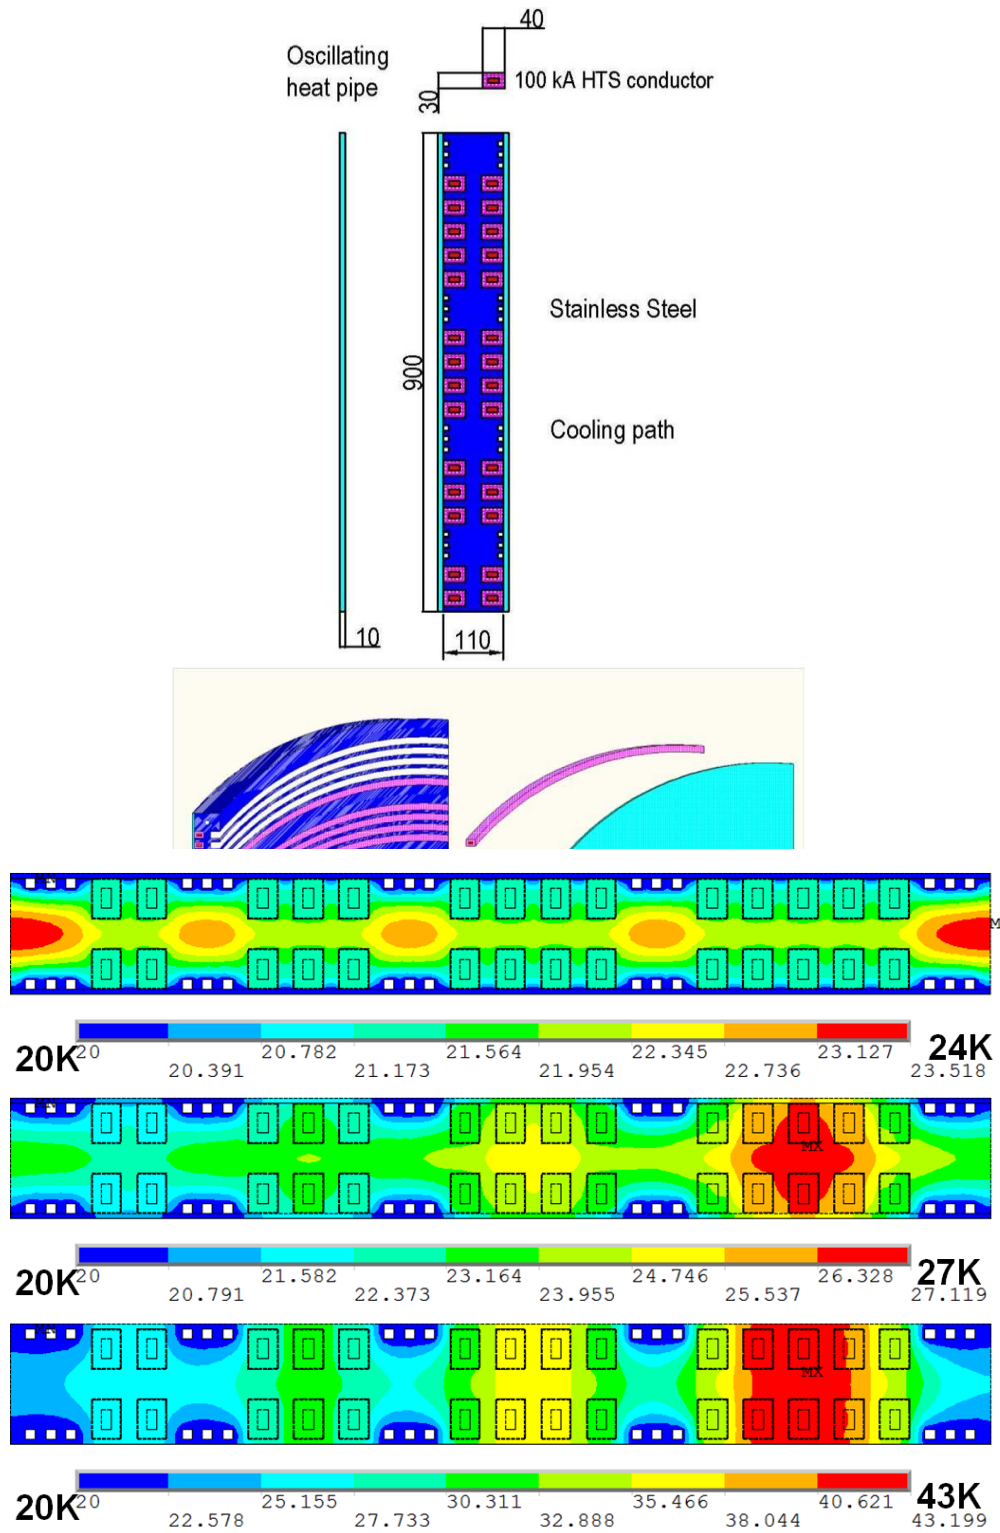 40
Oscillating
heat pipe
100 kA HTS conductor
30
Stainless Steel
900
Cooling path
10
110
MN
M
20K
20
20.391
20.782
21.173
21.564
21.954
22.345
22.736
23.127
23.518
24K
MN
MX
20K
20
20.791
21.582
22.373
23.164
23.955
24.746
25.537
26.328
27.119
27K
MN
MX
20K
20
22.578
25.155
27.733
30.311
32.888
35.466
38.044
40.621
43.199
43K